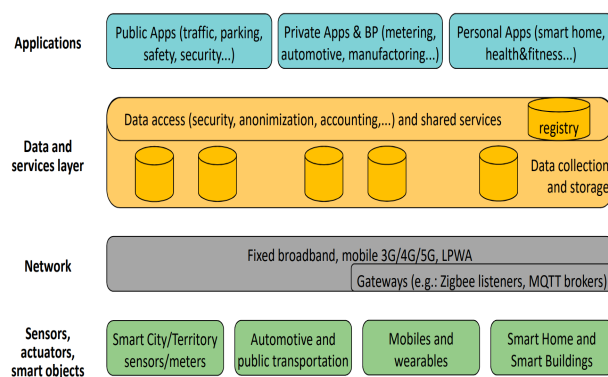 Applications
Public Apps (traffic, parking,
safety, security...)
Private Apps & BP (metering,
automotive, manufactoring...)
Personal Apps (smart home,
health&fitness...)
Data and
services layer
Data access (security, anonimization, accounting,...) and shared services
registry
Data collection
and storage
Network
Fixed broadband, mobile 3G/4G/5G, LPWA
Gateways (e.g.: Zigbee listeners, MQTT brokers)
Sensors,
actuators,
smart objects
Smart City/Territory
sensors/meters
Automotive and
public transportation
Mobiles and
wearables
Smart Home and
Smart Buildings